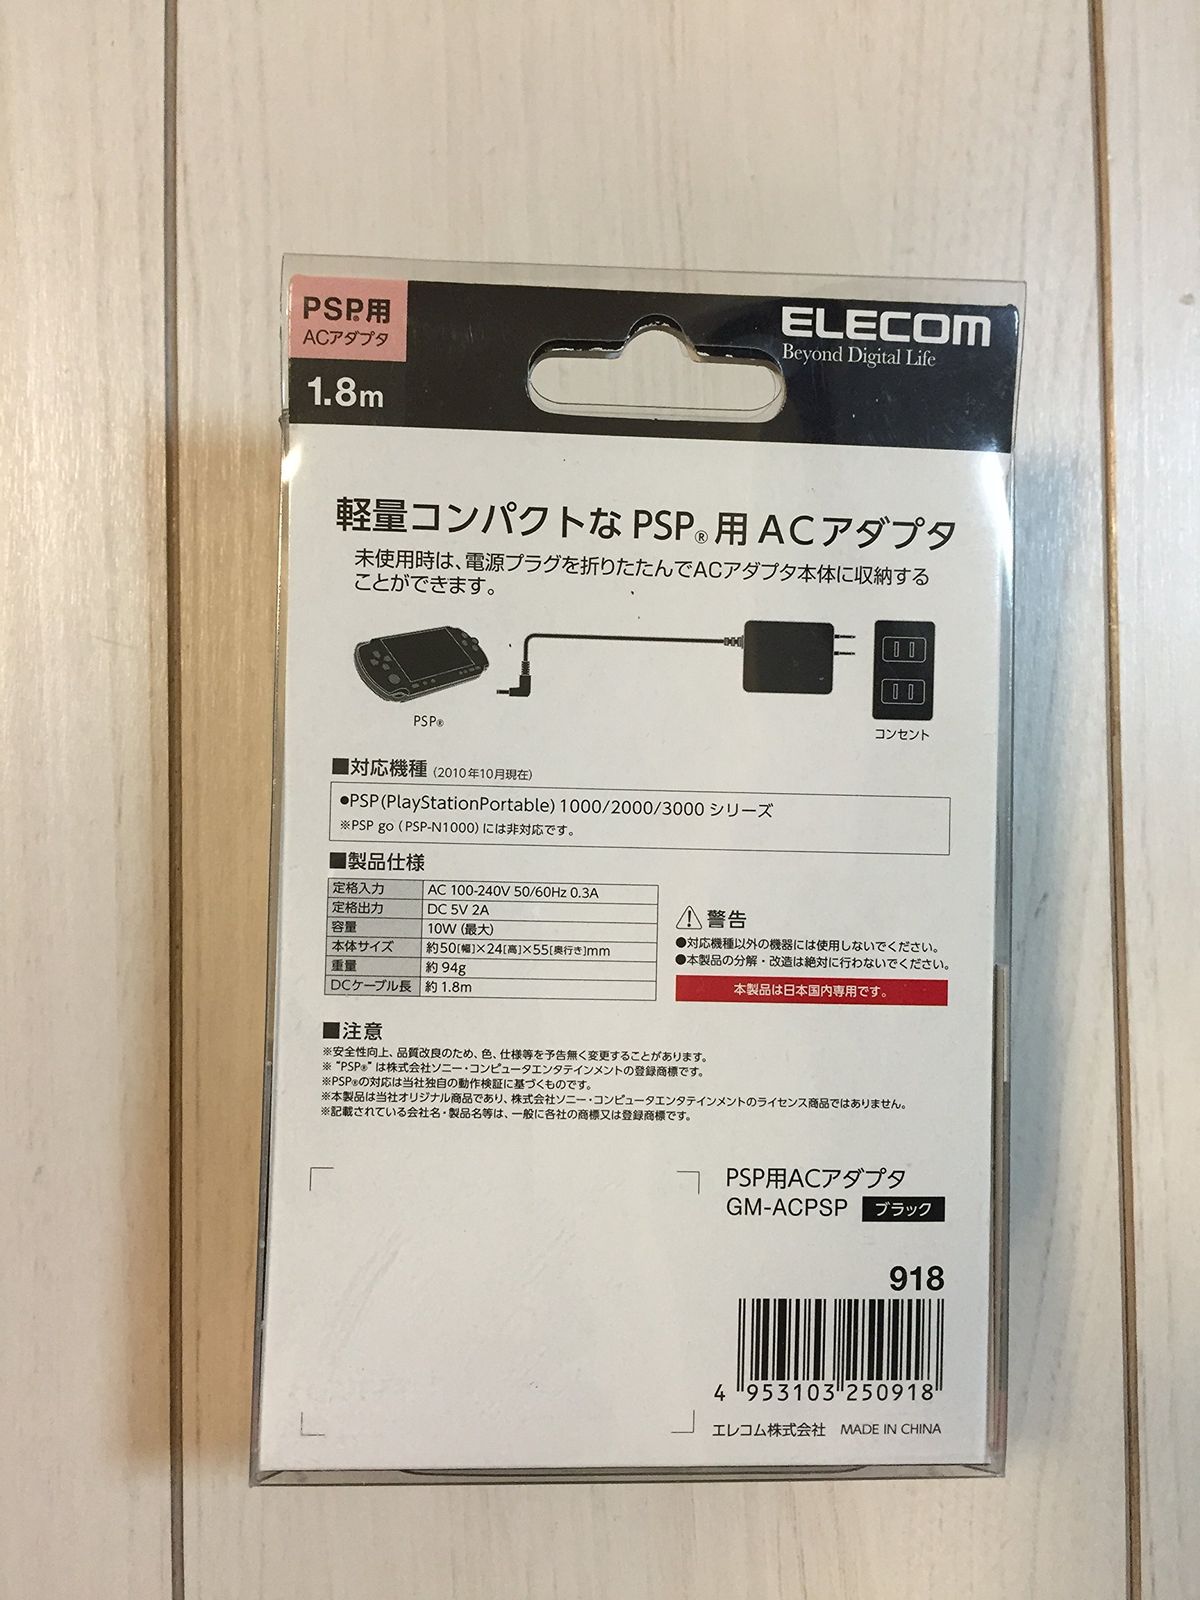 PSP®用
ACアダプタ
1.8m
ELECOM
Beyond Digital Life
軽量コンパクトなPSP®用ACアダプタ
未使用時は、電源プラグを折りたたんでACアダプタ本体に収納する
ことができます。
PSP®
コンセント
■対応機種（2010年10月現在）
●PSP(PlayStationPortable) 1000/2000/3000 シリーズ
※PSP go（PSP-N1000）には非対応です。
■製品仕様
定格入力 AC 100-240V 50/60Hz 0.3A
定格出力 DC 5V 2A
容量 10W（最大）
本体サイズ 約50[幅]×24[高]×55[奥行き]mm
重量 約 94g
DCケーブル長 約 1.8m
警告
●対応機種以外の機器には使用しないでください。
●本製品の分解・改造は絶対に行わないでください。
本製品は日本国内専用です。
■注意
※安全性向上、品質改良のため、色、仕様等を予告無く変更することがあります。
※ “PSP®” は株式会社ソニー・コンピュータエンタテインメントの登録商標です。
※PSP®の対応は当社独自の動作検証に基づくものです。
※本製品は当社オリジナル商品であり、株式会社ソニー・コンピュータエンタテインメントのライセンス商品ではありません。
※記載されている会社名・製品名等は、一般に各社の商標又は登録商標です。
PSP用ACアダプタ
GM-ACPSP ブラック
918
4 953103 250918
エレコム株式会社 MADE IN CHINA